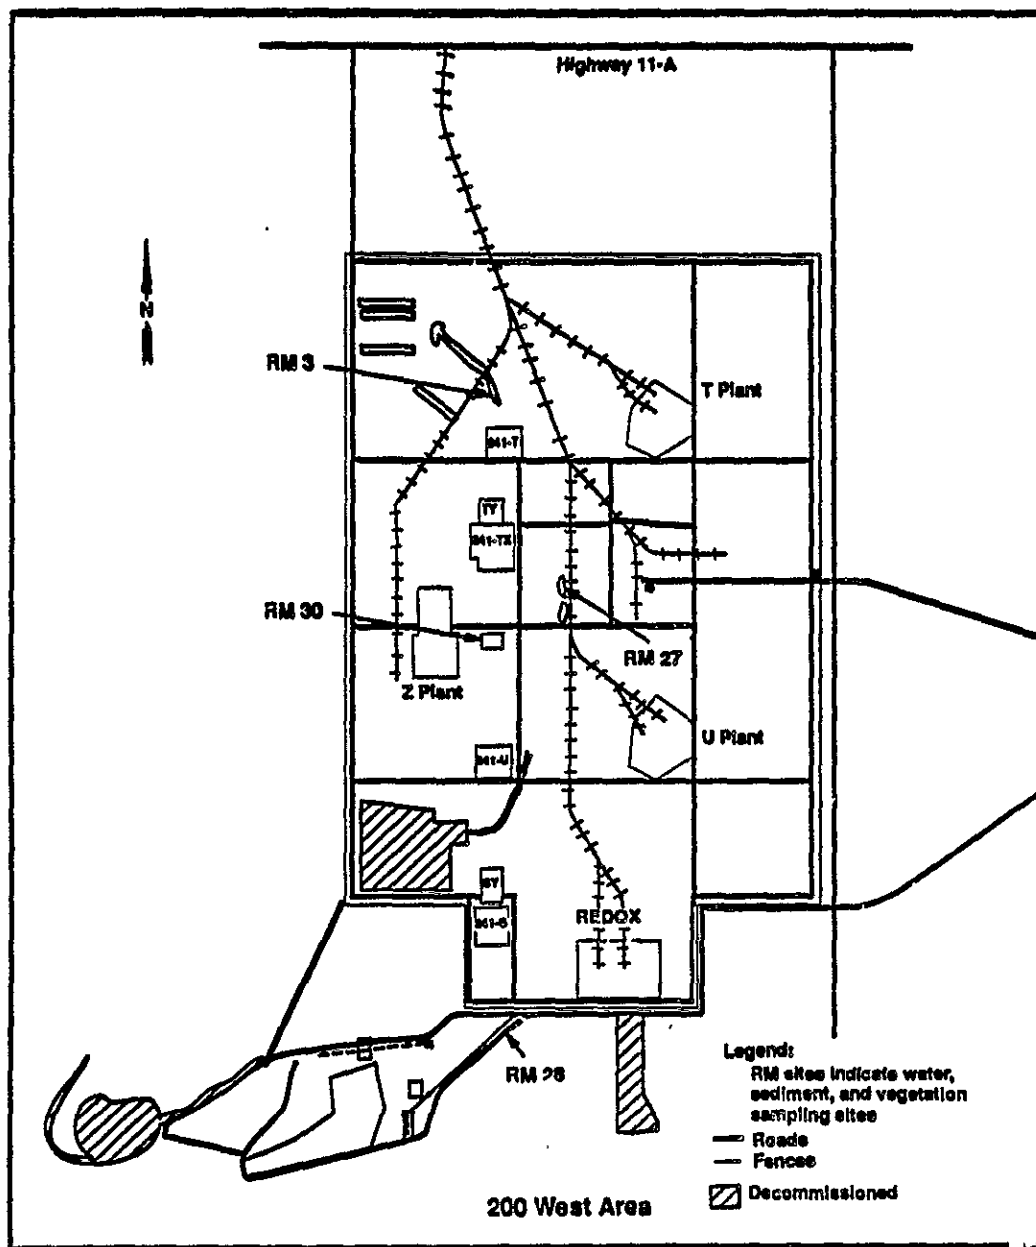 Highway 11-A
N
RM 3
T Plant
241-T
TY
241-TX
RM 30
RM 27
Z Plant
U Plant
241-U
SY
241-S
REDOX
RM 26
Legend:
RM sites indicate water,
sediment, and vegetation
sampling sites
Roads
Fences
Decommissioned
200 West Area